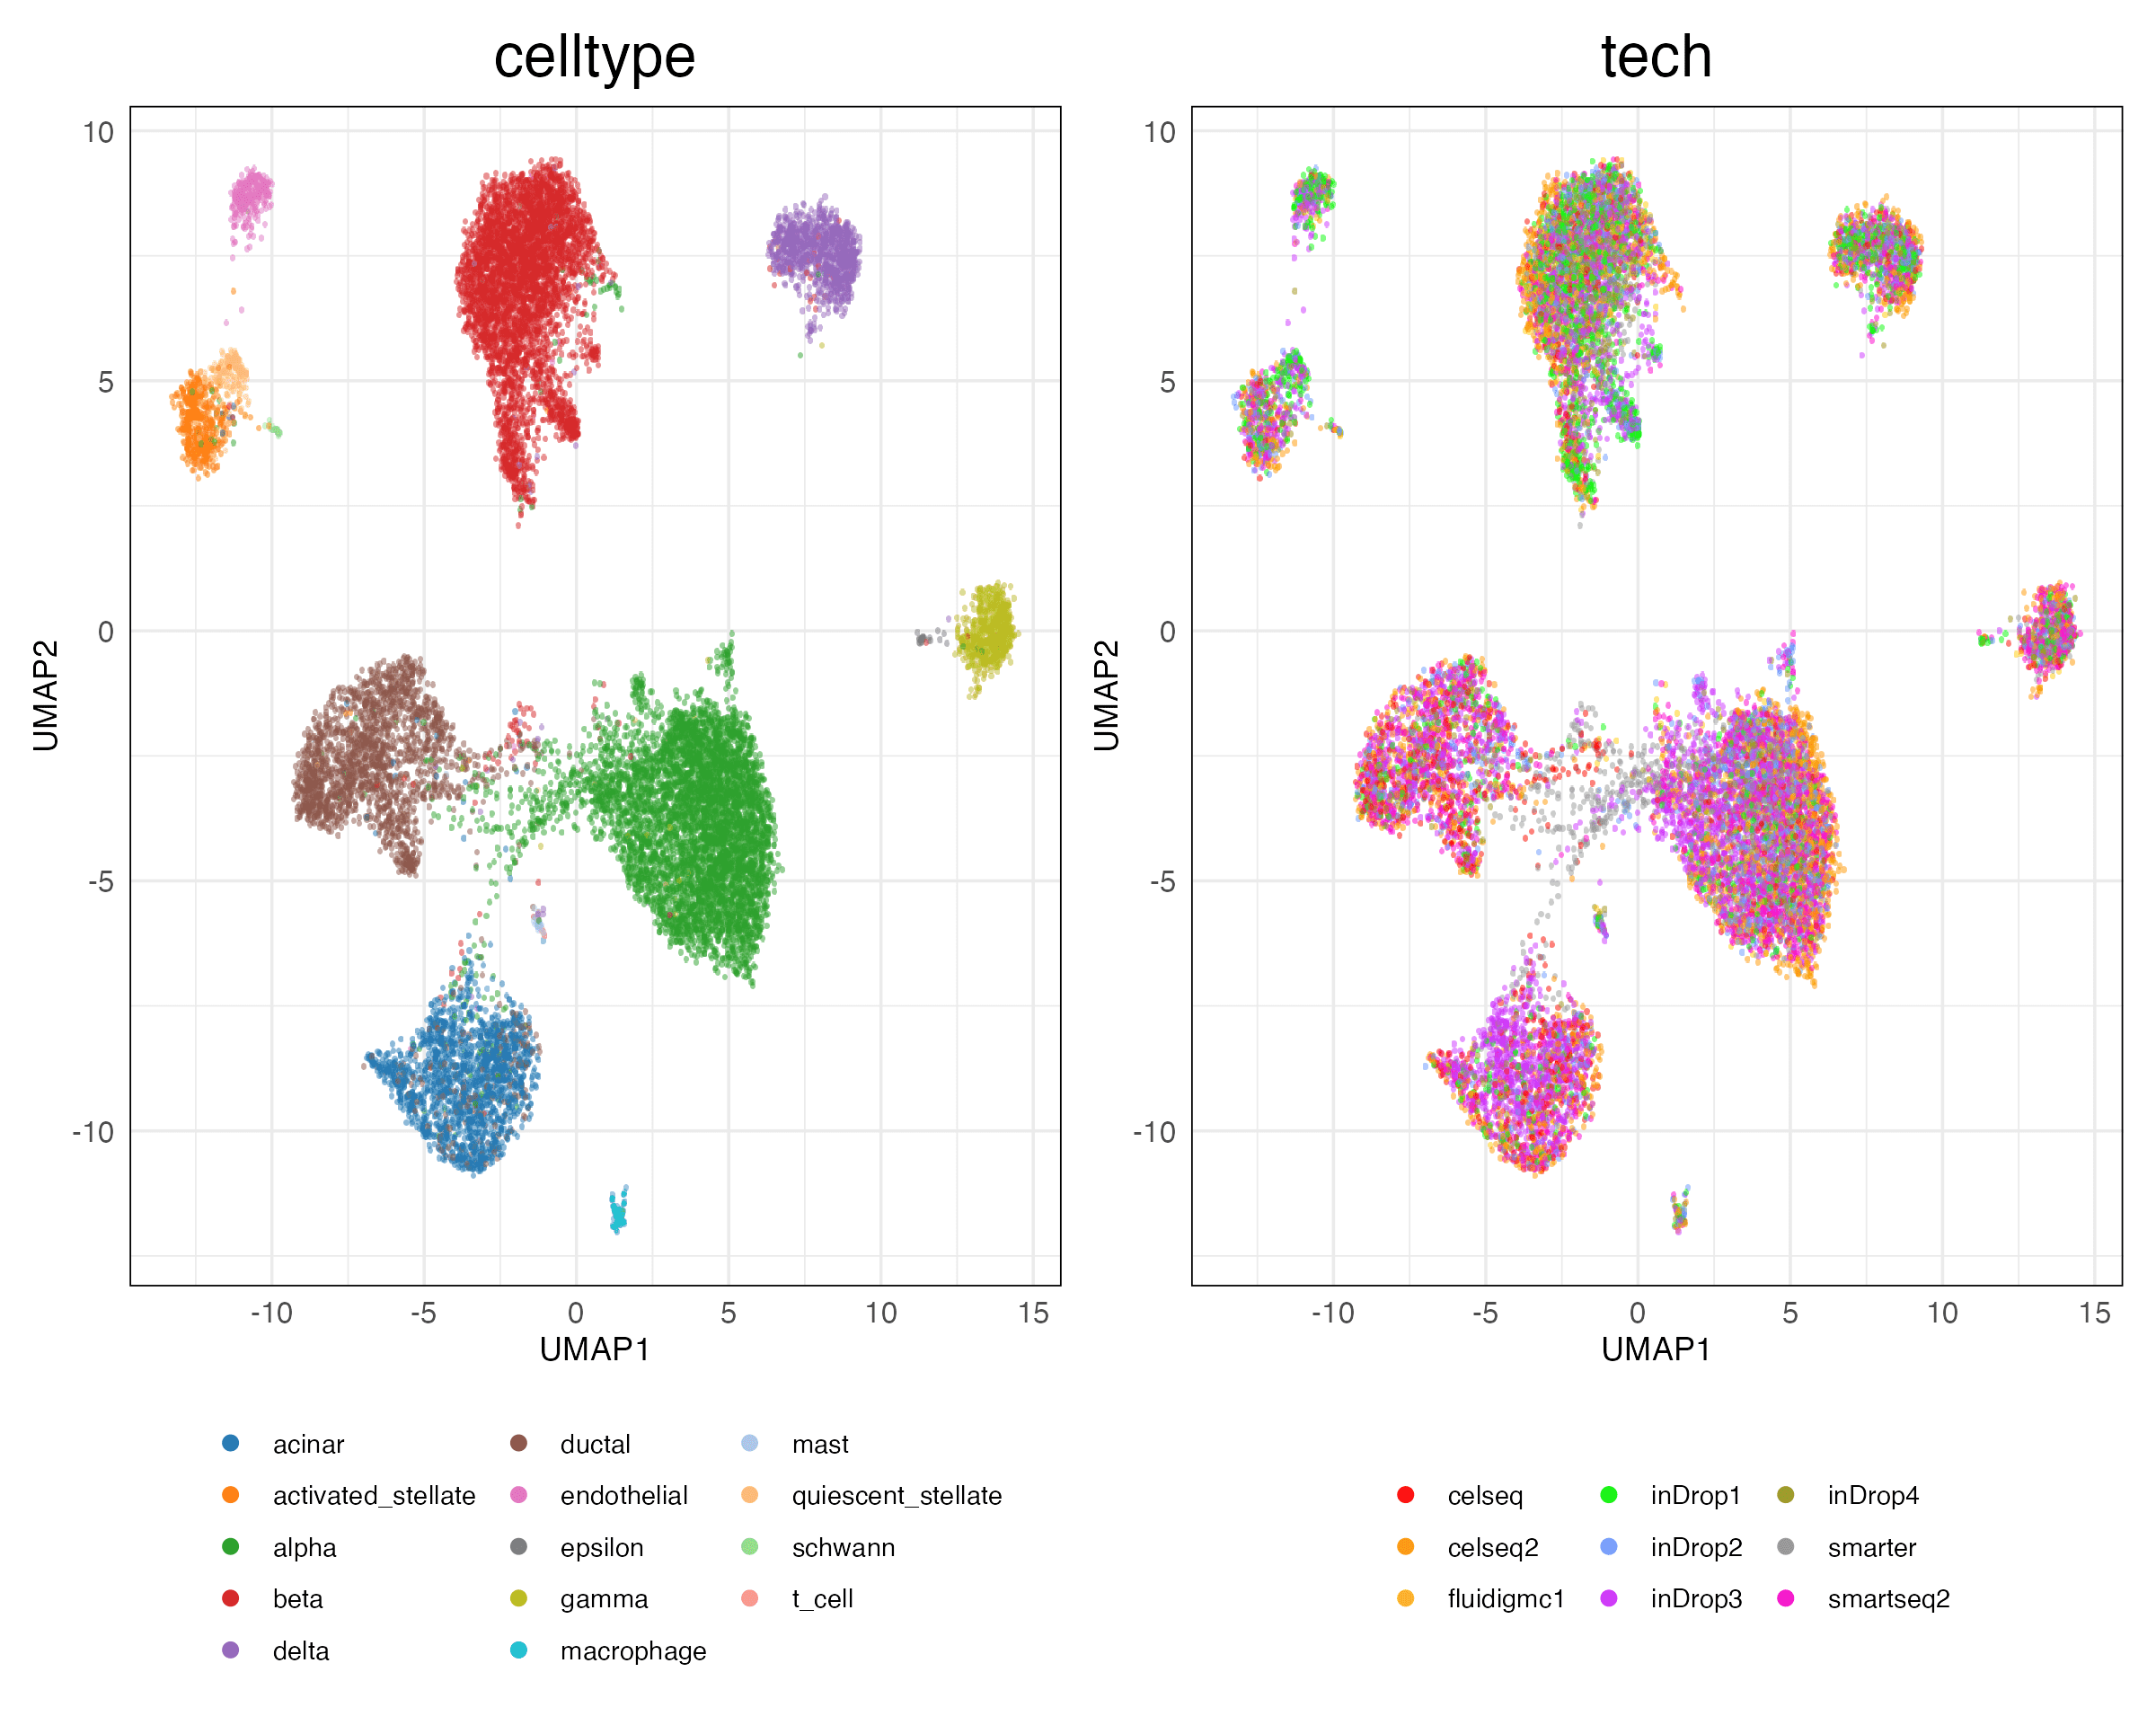 celltype
10
5
0
-5
-10
UMAP2
-10 -5 0 5 10 15
UMAP1
acinar ductal mast
activated_stellate endothelial quiescent_stellate
alpha epsilon schwann
beta gamma t_cell
delta macrophage
tech
10
5
0
-5
-10
UMAP2
-10 -5 0 5 10 15
UMAP1
celseq inDrop1 inDrop4
celseq2 inDrop2 smarter
fluidigmc1 inDrop3 smartseq2